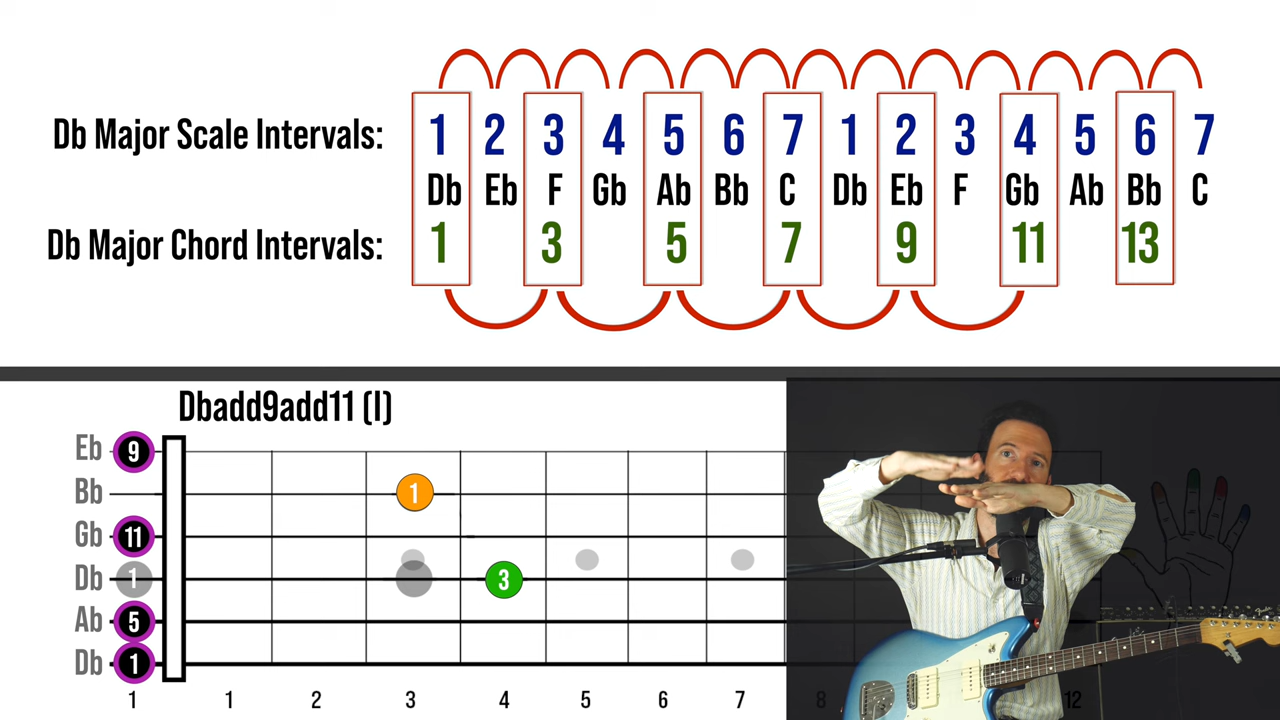 Db Major Scale Intervals: 1 2 3 4 5 6 7 1 2 3 4 5 6 7
Db Eb F Gb Ab Bb C Db Eb F Gb Ab Bb C
Db Major Chord Intervals: 1 3 5 7 9 11 13
Dbadd9add11 (I)
Eb 9
Bb 1
Gb 11
Db 1 3
Ab 5
Db 1
1 1 2 3 4 5 6 7 8 12